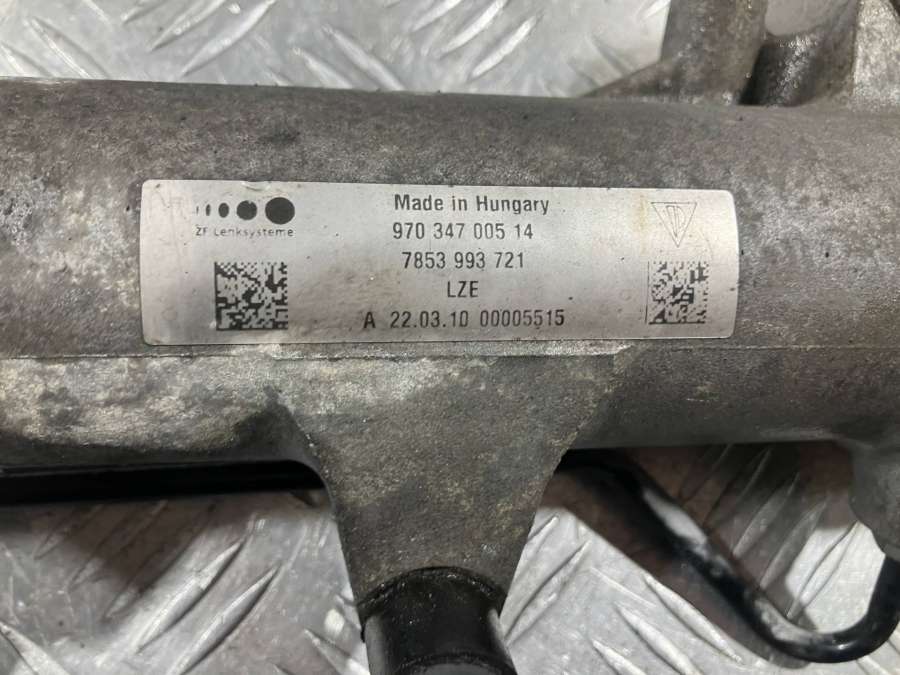 ZF Lenksysteme
Made in Hungary
970 347 005 14
7853 993 721
LZE
A 22.03.10 00005515